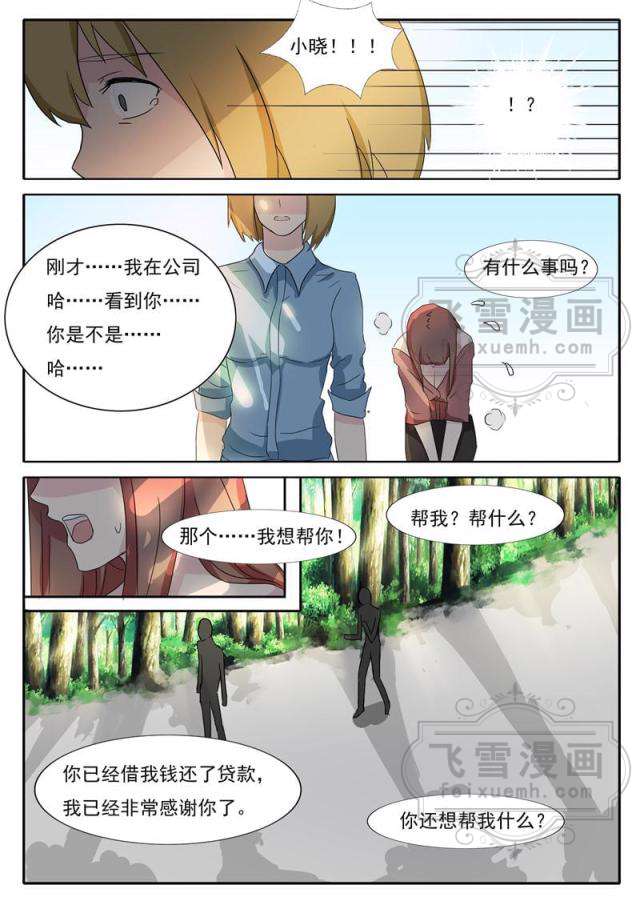 小晓！！！
！？
刚才……我在公司
哈……看到你……
你是不是……
哈……
有什么事吗？
飞雪漫画
feixuemh.com
那个……我想帮你！
帮我？帮什么？
你已经借我钱还了贷款，
我已经非常感谢你了。
飞雪漫画
feixuemh.com
你还想帮我什么？